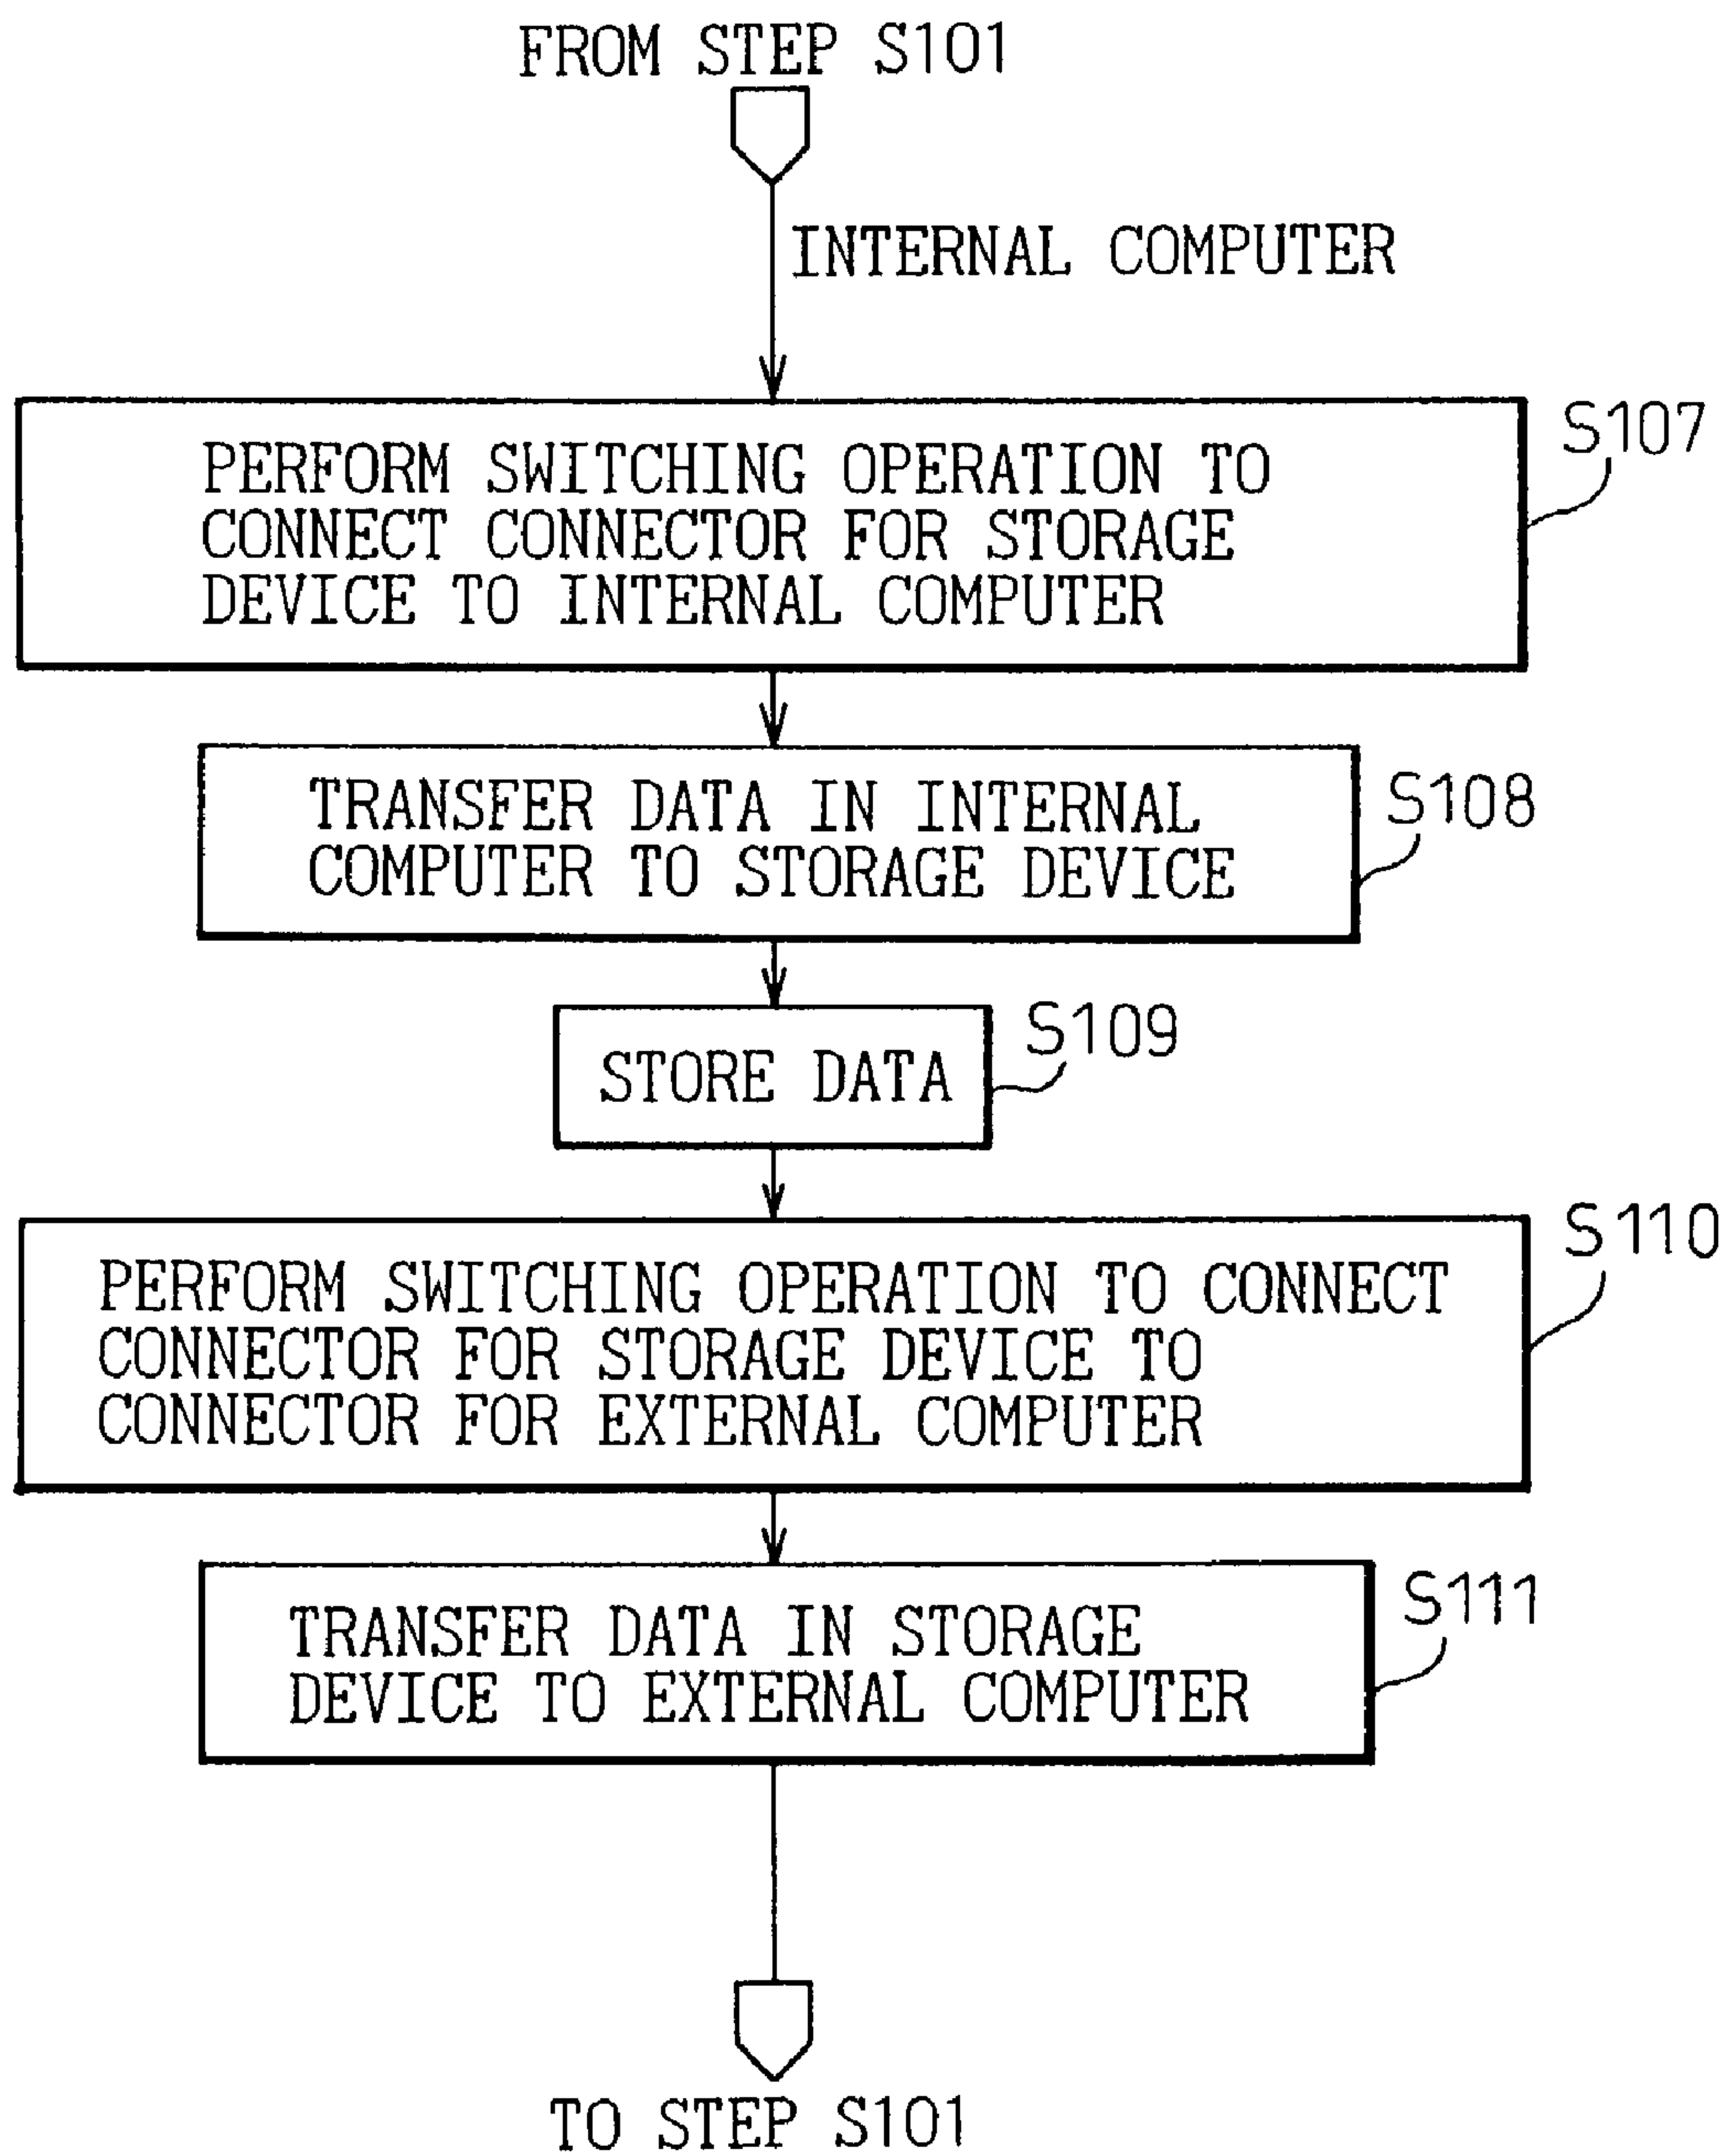 FROM STEP S101
INTERNAL COMPUTER
S107
PERFORM SWITCHING OPERATION TO
CONNECT CONNECTOR FOR STORAGE
DEVICE TO INTERNAL COMPUTER
S108
TRANSFER DATA IN INTERNAL
COMPUTER TO STORAGE DEVICE
S109
STORE DATA
S110
PERFORM SWITCHING OPERATION TO CONNECT
CONNECTOR FOR STORAGE DEVICE TO
CONNECTOR FOR EXTERNAL COMPUTER
S111
TRANSFER DATA IN STORAGE
DEVICE TO EXTERNAL COMPUTER
TO STEP S101